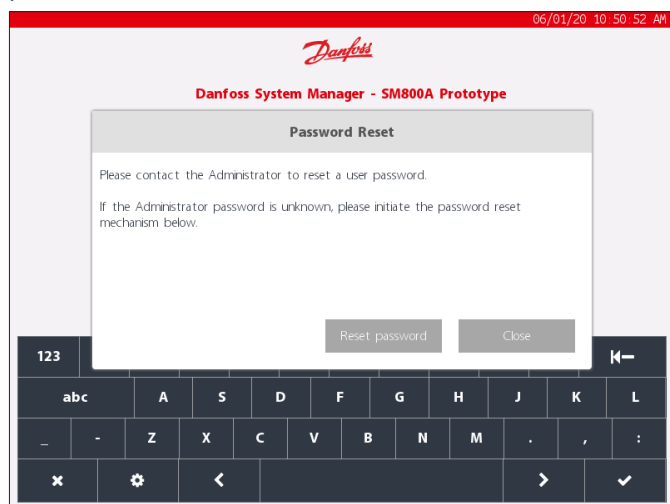 06/01/20 10:50:52 AM
Danfoss
Danfoss System Manager - SM800A Prototype
Password Reset
Please contact the Administrator to reset a user password.
If the Administrator password is unknown, please initiate the password reset
mechanism below.
Reset password Close
123
abc A S D F G H J K L
_ - Z X C V B N M . , :